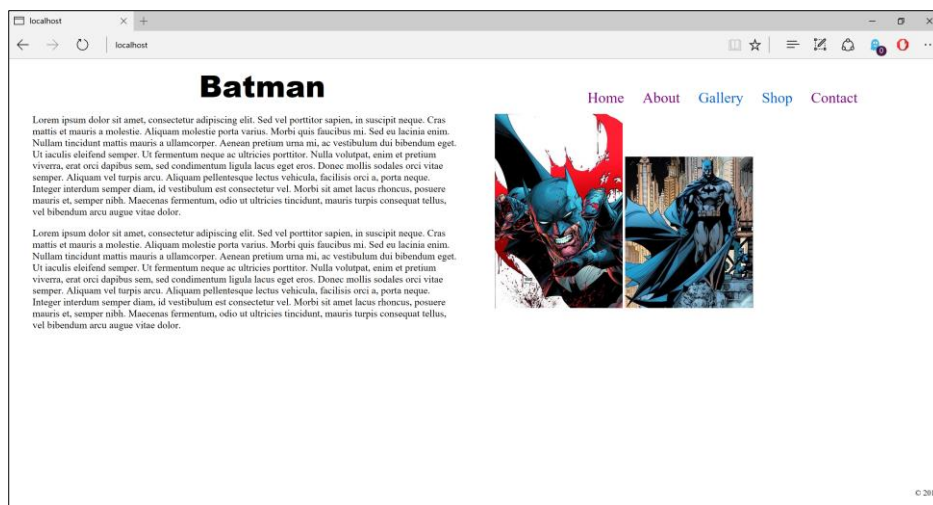 localhost
localhost
0
Batman
Home About Gallery Shop Contact
Lorem ipsum dolor sit amet, consectetur adipiscing elit. Sed vel porttitor sapien, in suscipit neque. Cras
mattis et mauris a molestie. Aliquam molestie porta varius. Morbi quis faucibus mi. Sed eu lacinia enim.
Nullam tincidunt mattis mauris a ullamcorper. Aenean pretium urna mi, ac vestibulum dui bibendum eget.
Ut iaculis eleifend semper. Ut fermentum neque ac ultricies porttitor. Nulla volutpat, enim et pretium
viverra, erat orci dapibus sem, sed condimentum ligula lacus eget eros. Donec mollis sodales orci vitae
semper. Aliquam vel turpis arcu. Aliquam pellentesque lectus vehicula, facilisis orci a, porta neque.
Integer interdum semper diam, id vestibulum est consectetur vel. Morbi sit amet lacus rhoncus, posuere
mauris et, semper nibh. Maecenas fermentum, odio ut ultricies tincidunt, mauris turpis consequat tellus,
vel bibendum arcu augue vitae dolor.
Lorem ipsum dolor sit amet, consectetur adipiscing elit. Sed vel porttitor sapien, in suscipit neque. Cras
mattis et mauris a molestie. Aliquam molestie porta varius. Morbi quis faucibus mi. Sed eu lacinia enim.
Nullam tincidunt mattis mauris a ullamcorper. Aenean pretium urna mi, ac vestibulum dui bibendum eget.
Ut iaculis eleifend semper. Ut fermentum neque ac ultricies porttitor. Nulla volutpat, enim et pretium
viverra, erat orci dapibus sem, sed condimentum ligula lacus eget eros. Donec mollis sodales orci vitae
semper. Aliquam vel turpis arcu. Aliquam pellentesque lectus vehicula, facilisis orci a, porta neque.
Integer interdum semper diam, id vestibulum est consectetur vel. Morbi sit amet lacus rhoncus, posuere
mauris et, semper nibh. Maecenas fermentum, odio ut ultricies tincidunt, mauris turpis consequat tellus,
vel bibendum arcu augue vitae dolor.
©